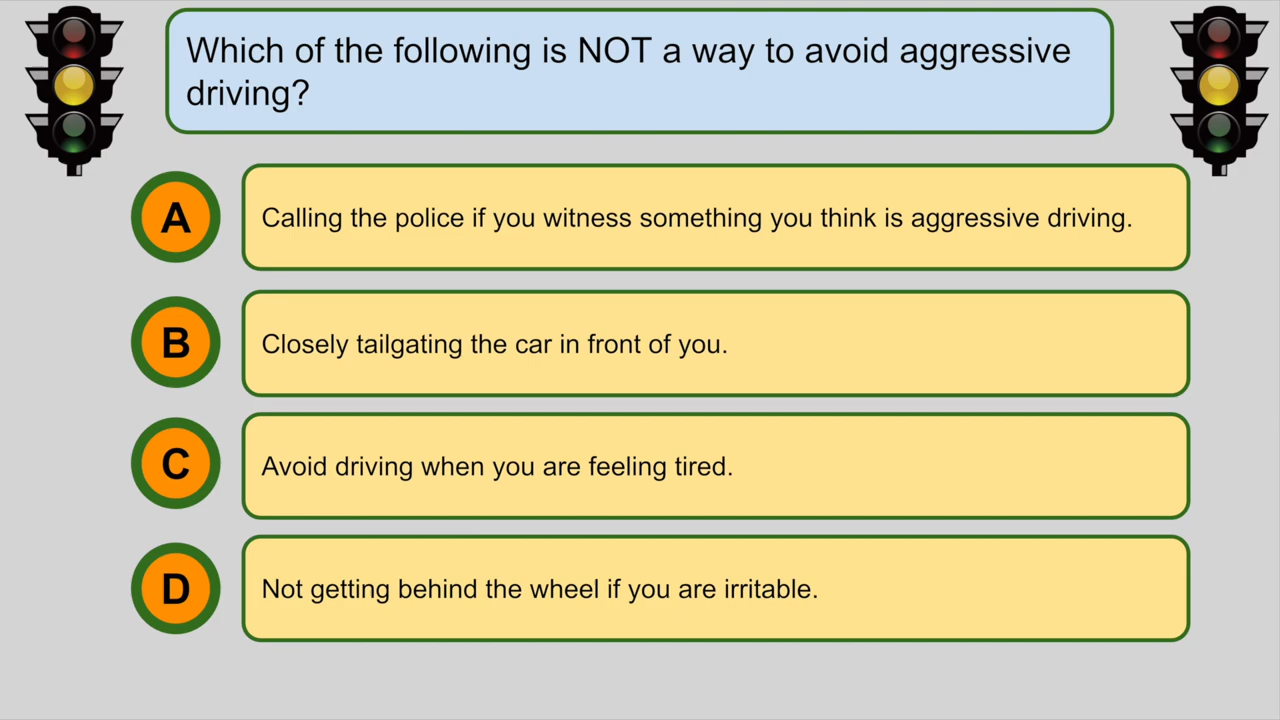 Which of the following is NOT a way to avoid aggressive
driving?
A
Calling the police if you witness something you think is aggressive driving.
B
Closely tailgating the car in front of you.
C
Avoid driving when you are feeling tired.
D
Not getting behind the wheel if you are irritable.